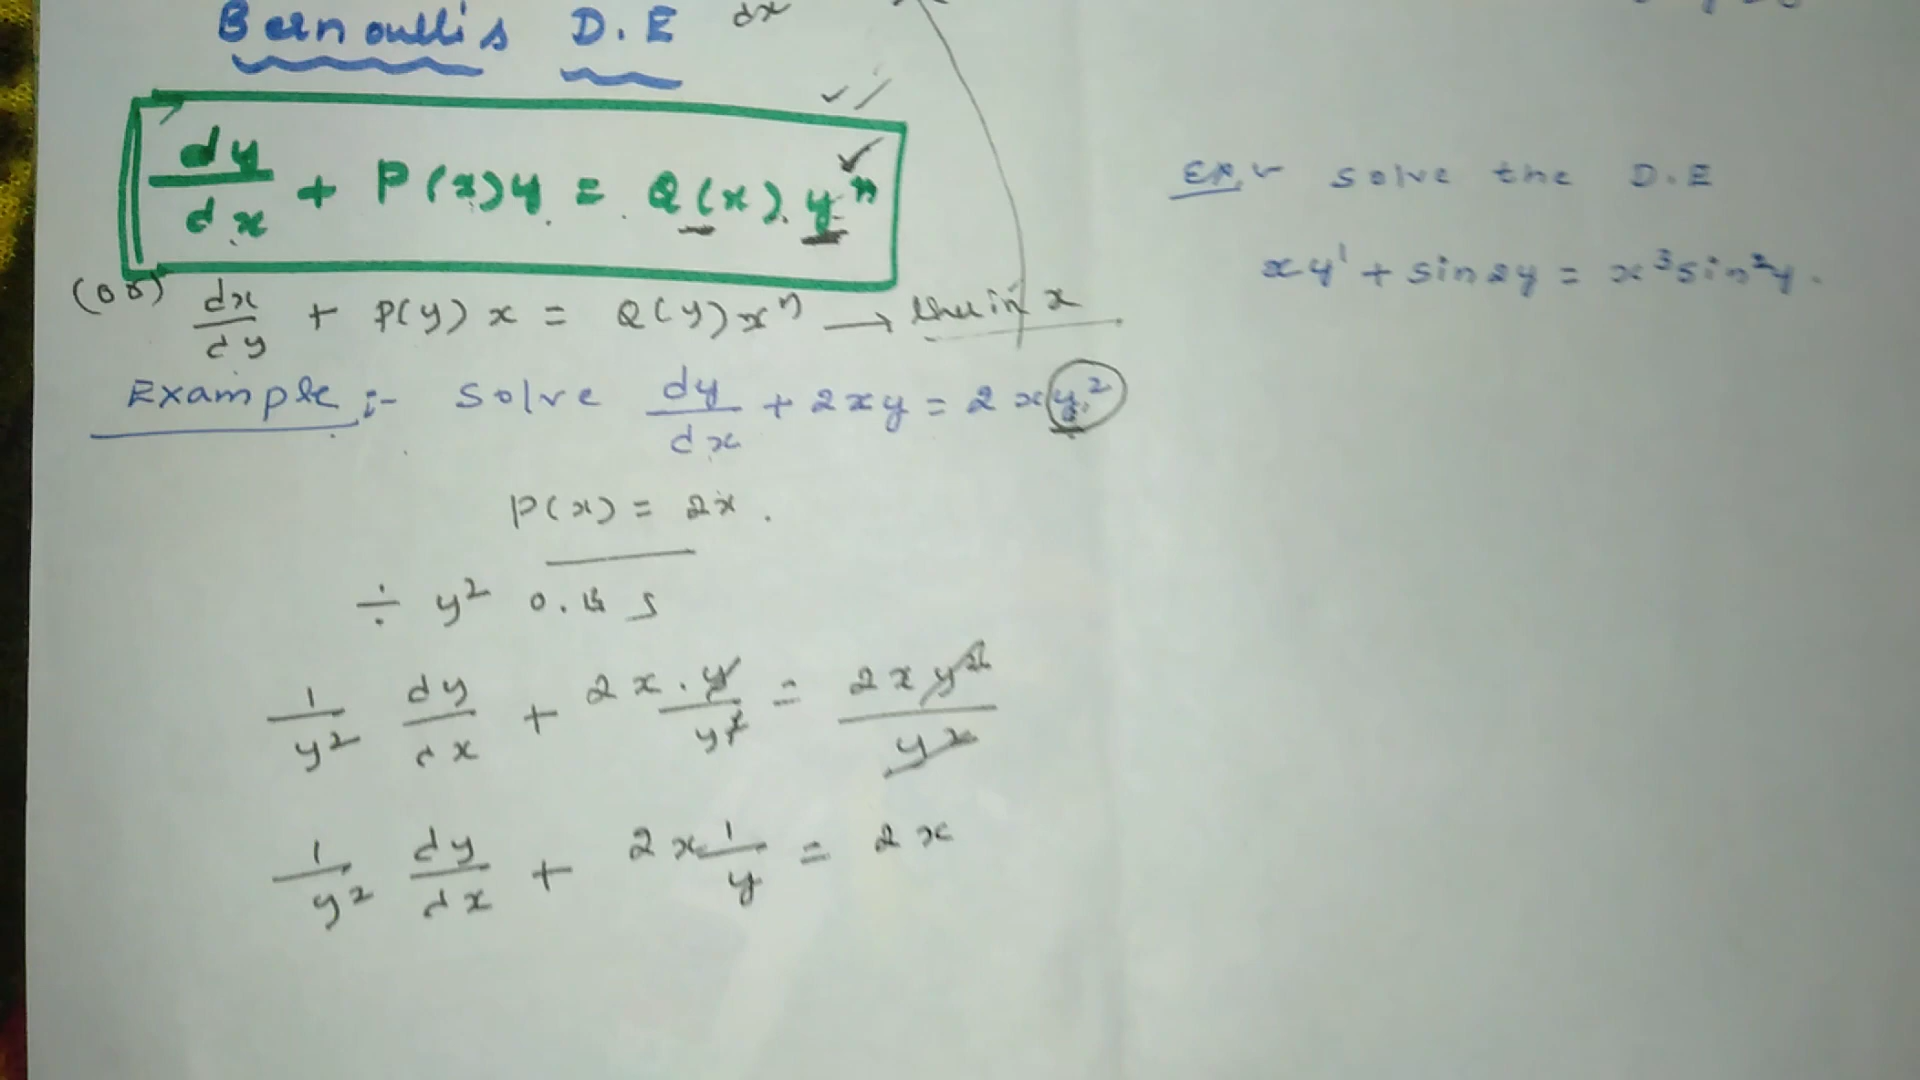 Bernoulli's D.E
dx
dy/dx + P(x)y = Q(x).y^n
(or) dx/dy + P(y)x = Q(y)x^n → in x
Example :- Solve dy/dx + 2xy = 2xy^2
P(x) = 2x.
÷ y^2 o.b S
1/y^2 dy/dx + 2x.y/y^2 = 2xy^2/y^2
1/y^2 dy/dx + 2x 1/y = 2x
Solve the D.E
xy' + sin2y = x^3sin^2y.